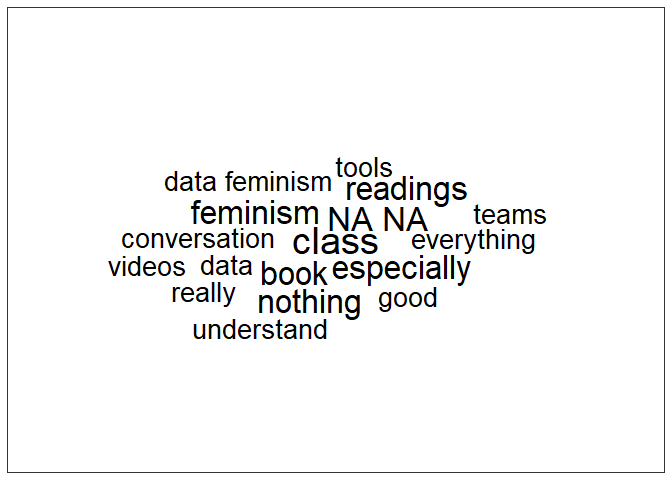 tools
data feminism
readings
feminism
NA NA
teams
conversation
class
everything
videos
data
book
especially
really
nothing
good
understand